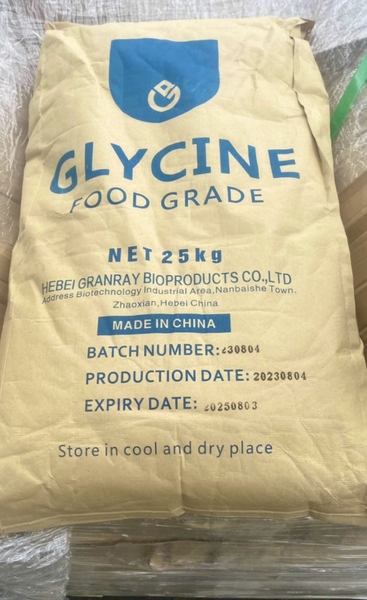 GLYCINE
FOOD GRADE
NET 25kg
HEBEI GRANRAY BIOPRODUCTS CO.,LTD
Address Biotechnology Industrial Area, Nanbaishe Town.
Zhaoxian, Hebei China
MADE IN CHINA
BATCH NUMBER: 230804
PRODUCTION DATE: 20230804
EXPIRY DATE: 20250803
Store in cool and dry place